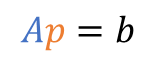 Ap = b